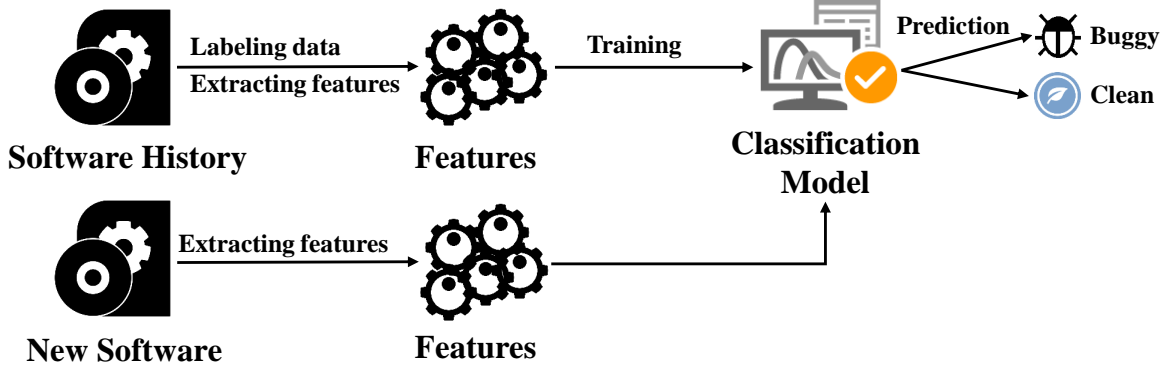 Labeling data
Extracting features
Training
Prediction
Buggy
Clean
Software History
Features
Classification
Model
Extracting features
New Software
Features